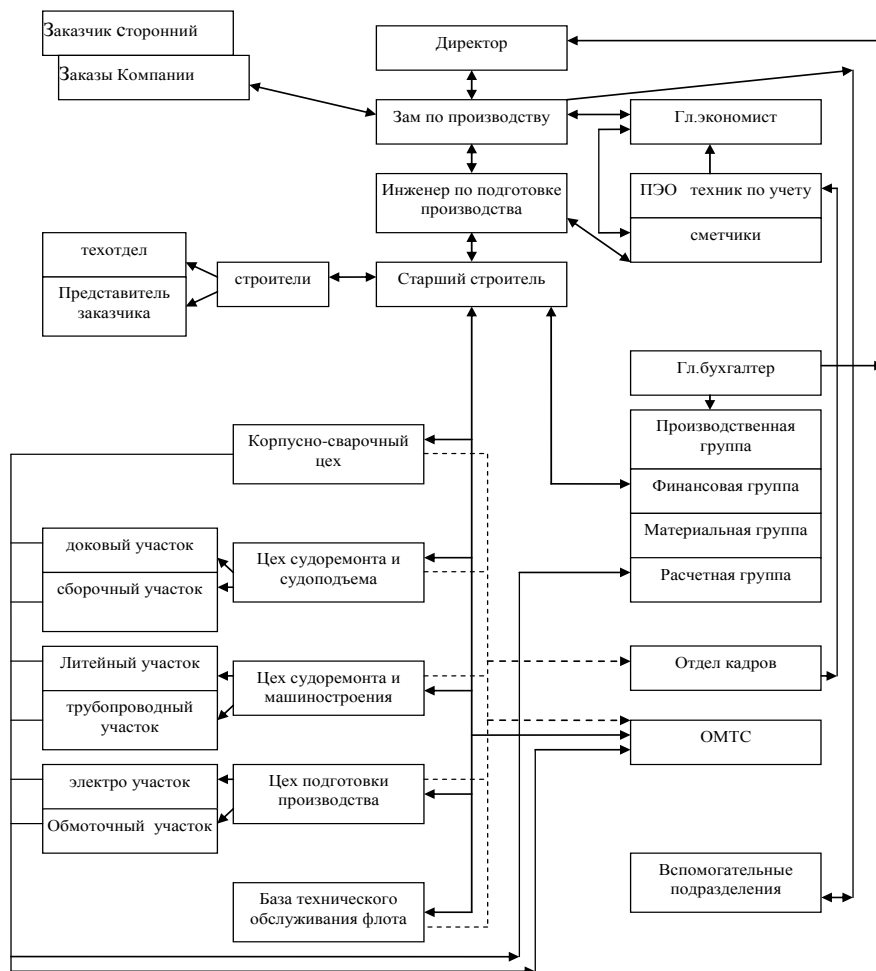 Заказчик сторонний
Заказы Компании
Директор
Зам по производству
Гл.экономист
Инженер по подготовке
производства
ПЭО техник по учету
сметчики
техотдел
Представитель
заказчика
строители
Старший строитель
Гл.бухгалтер
Производственная
группа
Финансовая группа
Материальная группа
Расчетная группа
Корпусно-сварочный
цех
доковый участок
сборочный участок
Цех судоремонта и
судоподъема
Литейный участок
трубопроводный
участок
Цех судоремонта и
машиностроения
Отдел кадров
ОМТС
электро участок
Обмоточный участок
Цех подготовки
производства
База технического
обслуживания флота
Вспомогательные
подразделения